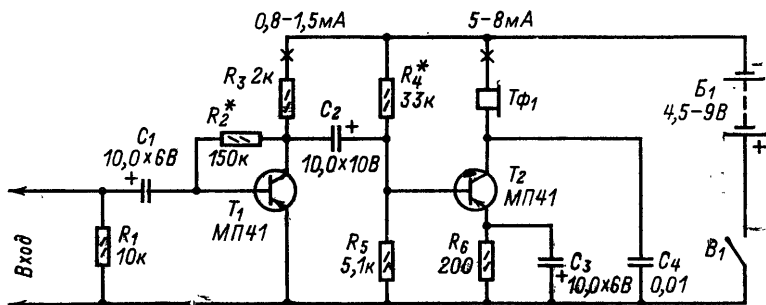 0,8-1,5мА
5-8мА
R3 2к
R4*
33к
Тф1
Б1
4,5-9В
+
R2*
150к
C2
+
10,0×10В
C1
10,0×6В
+
T1
МП41
T2
МП41
R1
10к
Вход
R5
5,1к
R6
200
C3
+
10,0×6В
C4
0,01
В1